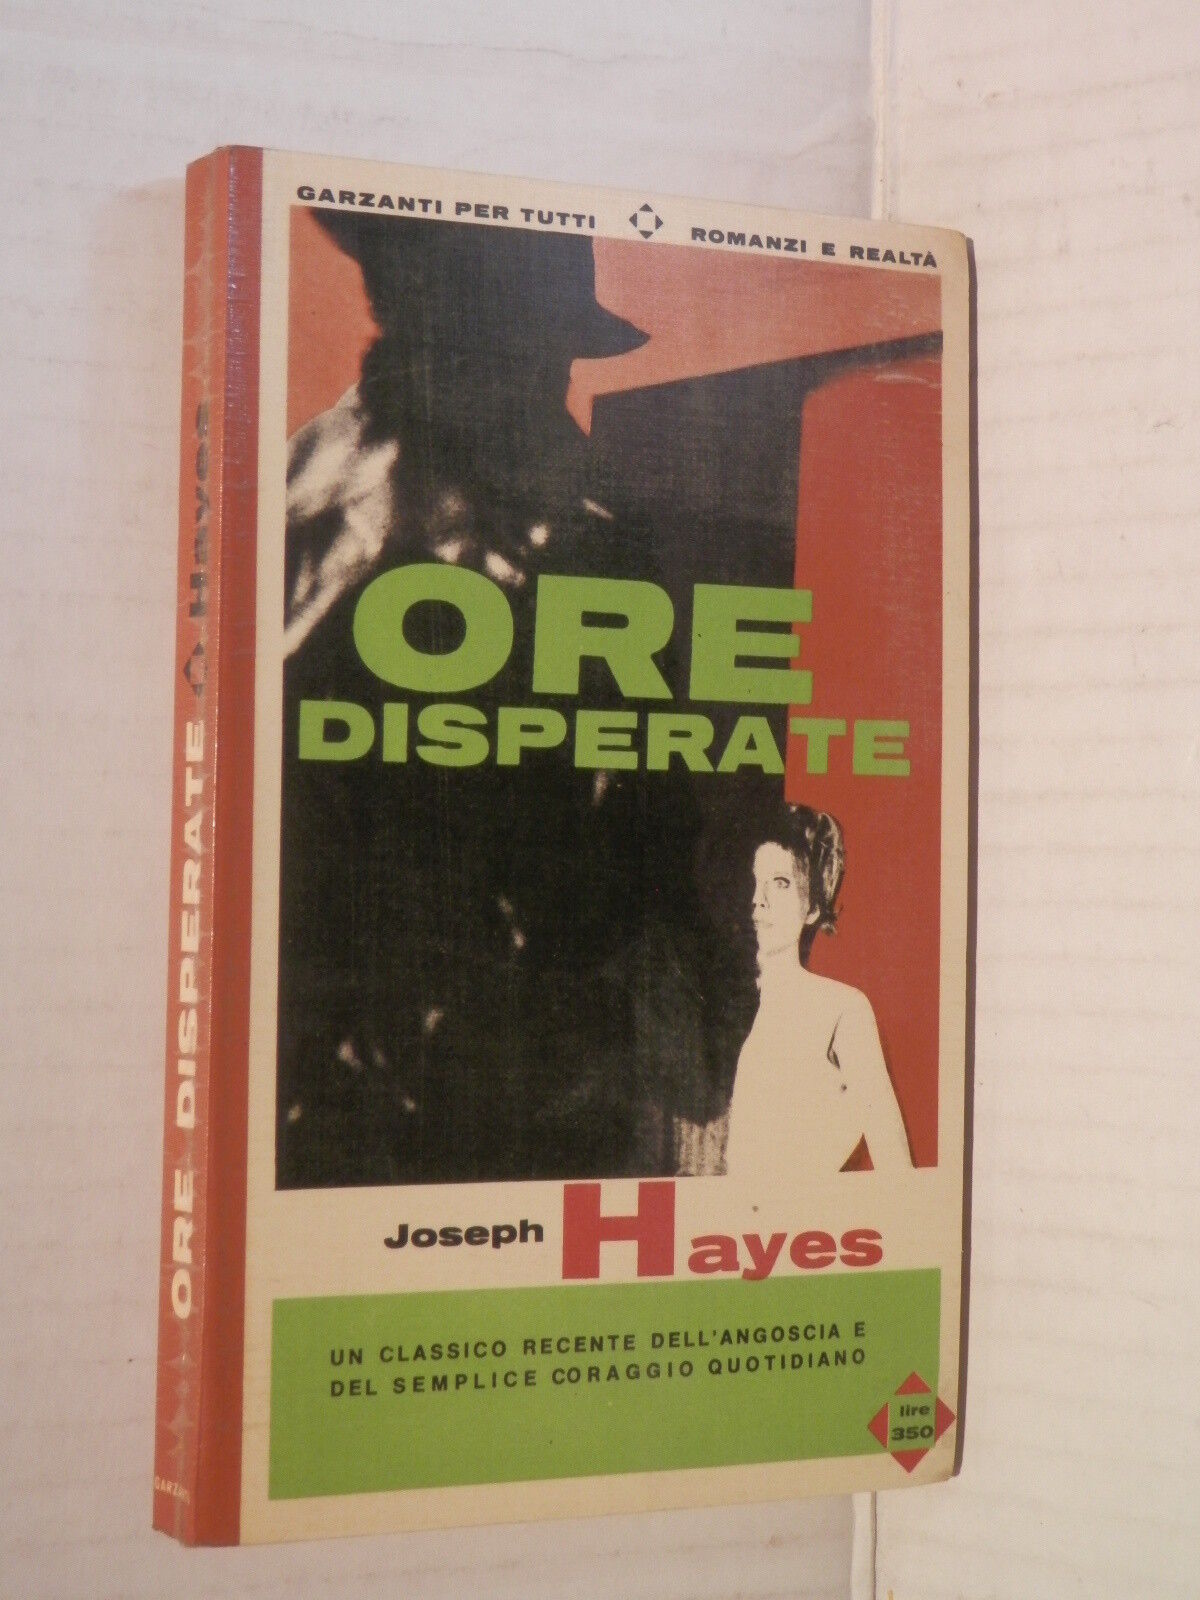 GARZANTI PER TUTTI ROMANZI E REALTÀ
ORE
DISPERATE
Joseph Hayes
UN CLASSICO RECENTE DELL'ANGOSCIA E
DEL SEMPLICE CORAGGIO QUOTIDIANO
lire
350
ORE DISPERATE Hayes
GARZANTI